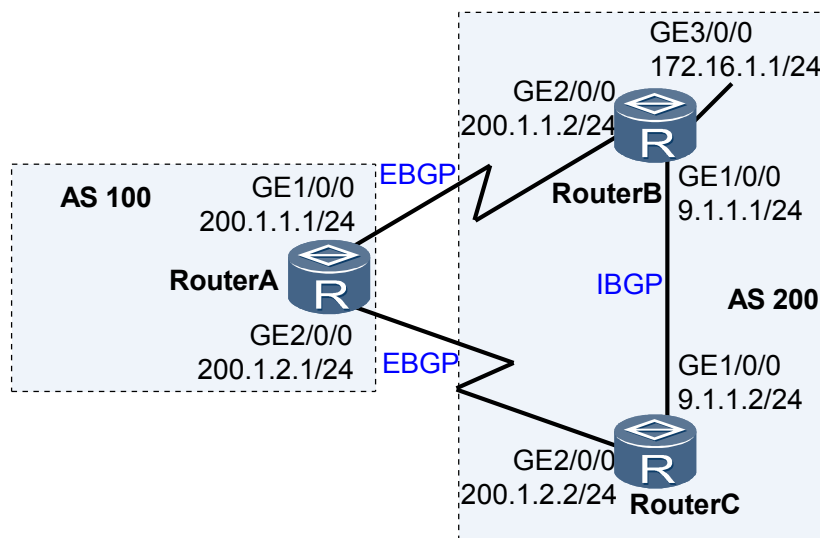 GE3/0/0
172.16.1.1/24
GE2/0/0
200.1.1.2/24
R
RouterB
EBGP
AS 100
GE1/0/0
200.1.1.1/24
GE1/0/0
9.1.1.1/24
RouterA
R
IBGP
AS 200
GE2/0/0
200.1.2.1/24
EBGP
GE1/0/0
9.1.1.2/24
GE2/0/0
200.1.2.2/24
R
RouterC